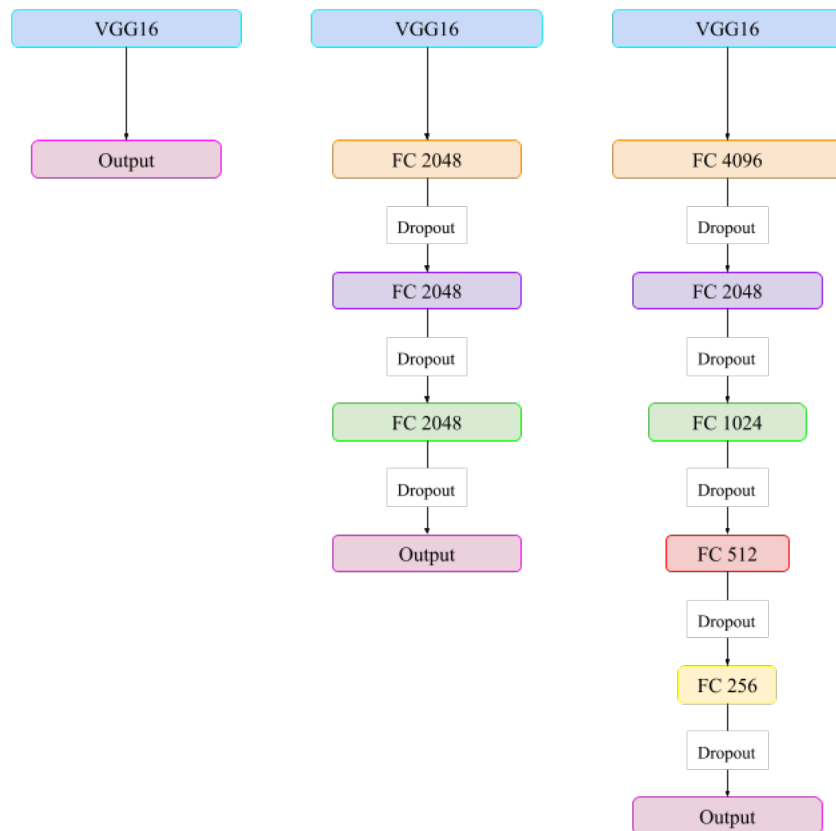 VGG16
Output
VGG16
FC 2048
Dropout
FC 2048
Dropout
FC 2048
Dropout
Output
VGG16
FC 4096
Dropout
FC 2048
Dropout
FC 1024
Dropout
FC 512
Dropout
FC 256
Dropout
Output